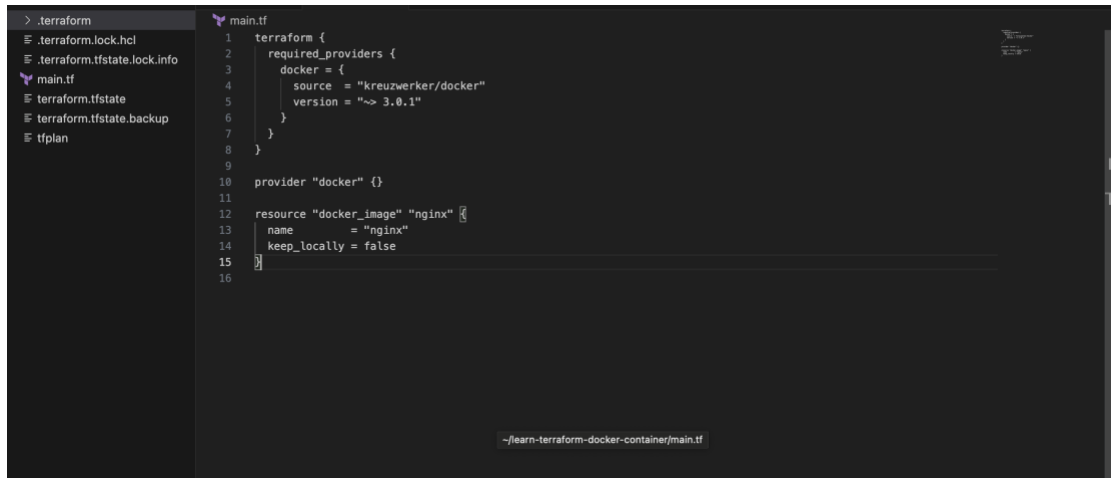 .terraform
.terraform.lock.hcl
.terraform.tfstate.lock.info
main.tf
terraform.tfstate
terraform.tfstate.backup
tfplan
main.tf
1 terraform {
2   required_providers {
3     docker = {
4       source  = "kreuzwerker/docker"
5       version = "~> 3.0.1"
6     }
7   }
8 }
9
10 provider "docker" {}
11
12 resource "docker_image" "nginx" {
13   name         = "nginx"
14   keep_locally = false
15 }
16
~/learn-terraform-docker-container/main.tf